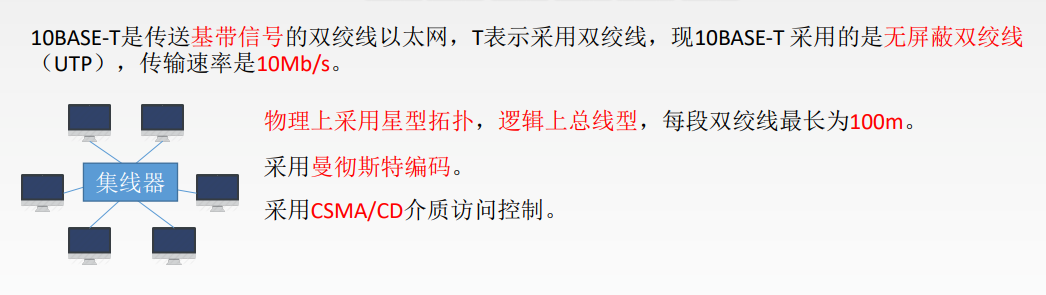 10BASE-T是传送基带信号的双绞线以太网，T表示采用双绞线，现10BASE-T 采用的是无屏蔽双绞线
（UTP），传输速率是10Mb/s。
物理上采用星型拓扑，逻辑上总线型，每段双绞线最长为100m。
采用曼彻斯特编码。
集线器
采用CSMA/CD介质访问控制。